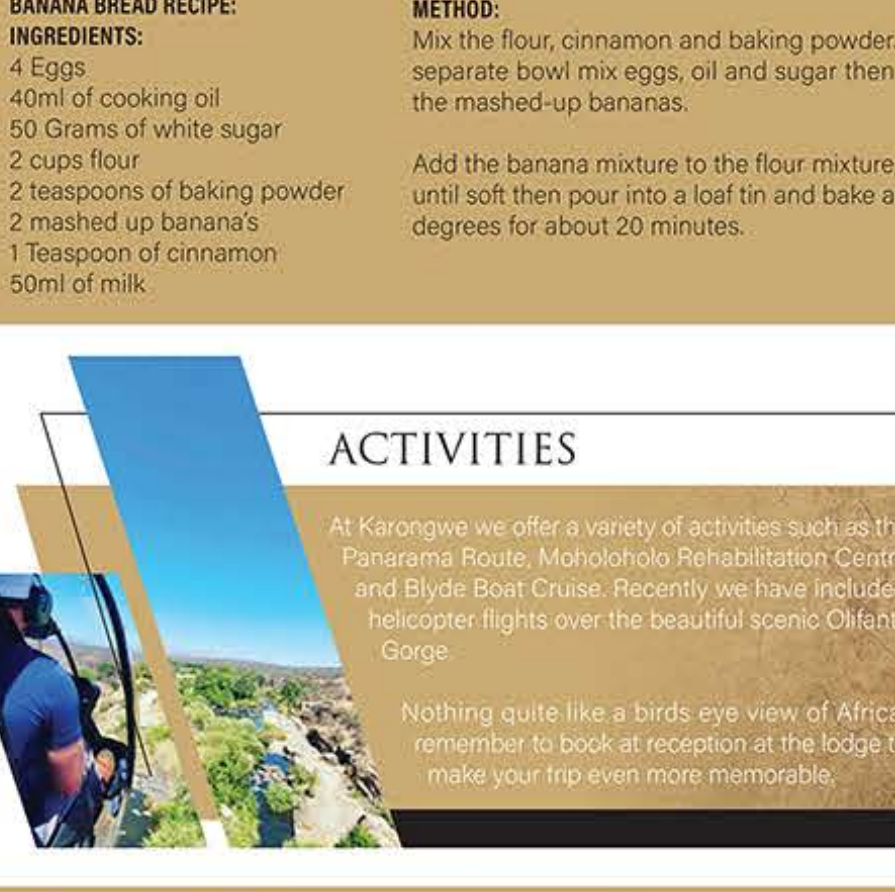 BANANA BREAD RECIPE:
INGREDIENTS:
4 Eggs
40ml of cooking oil
50 Grams of white sugar
2 cups flour
2 teaspoons of baking powder
2 mashed up banana's
1 Teaspoon of cinnamon
50ml of milk
METHOD:
Mix the flour, cinnamon and baking powder.
separate bowl mix eggs, oil and sugar then
the mashed-up bananas.
Add the banana mixture to the flour mixture
until soft then pour into a loaf tin and bake a
degrees for about 20 minutes.
ACTIVITIES
At Karongwe we offer a variety of activities such as th
Panarama Route, Moholoholo Rehabilitation Centr
and Blyde Boat Cruise. Recently we have include
helicopter flights over the beautiful scenic Olifant
Gorge.
Nothing quite like a birds eye view of Africa
remember to book at reception at the lodge t
make your trip even more memorable.